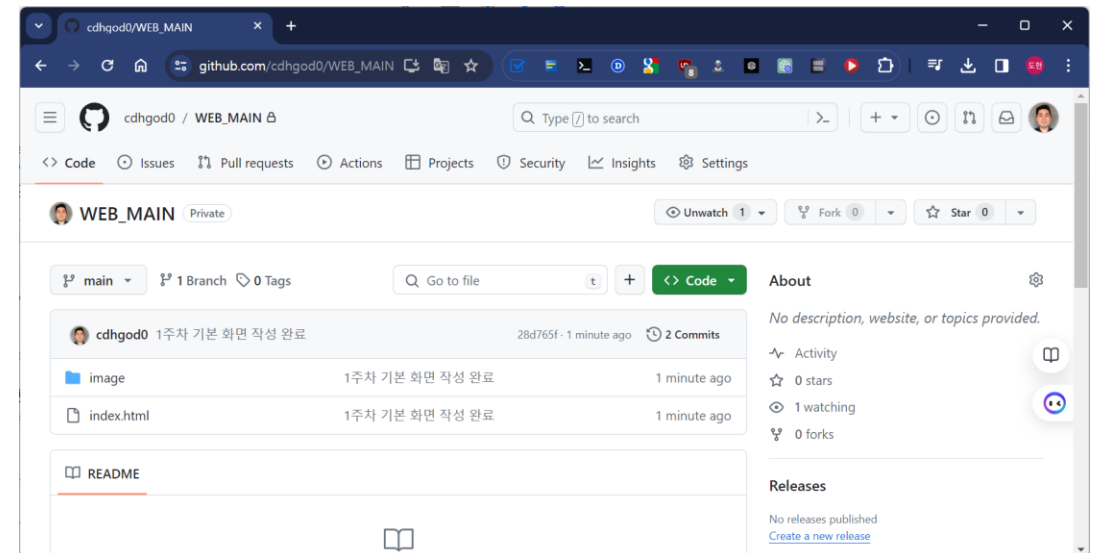 cdhgod0/WEB_MAIN
github.com/cdhgod0/WEB_MAIN
8
도현
cdhgod0 / WEB_MAIN
Type / to search
Code
Issues
Pull requests
Actions
Projects
Security
Insights
Settings
WEB_MAIN Private
Unwatch 1
Fork 0
Star 0
main
1 Branch
0 Tags
Go to file
t
Code
About
No description, website, or topics provided.
cdhgod0 1주차 기본 화면 작성 완료
28d765f · 1 minute ago
2 Commits
Activity
image 1주차 기본 화면 작성 완료 1 minute ago
0 stars
index.html 1주차 기본 화면 작성 완료 1 minute ago
1 watching
0 forks
README
Releases
No releases published
Create a new release